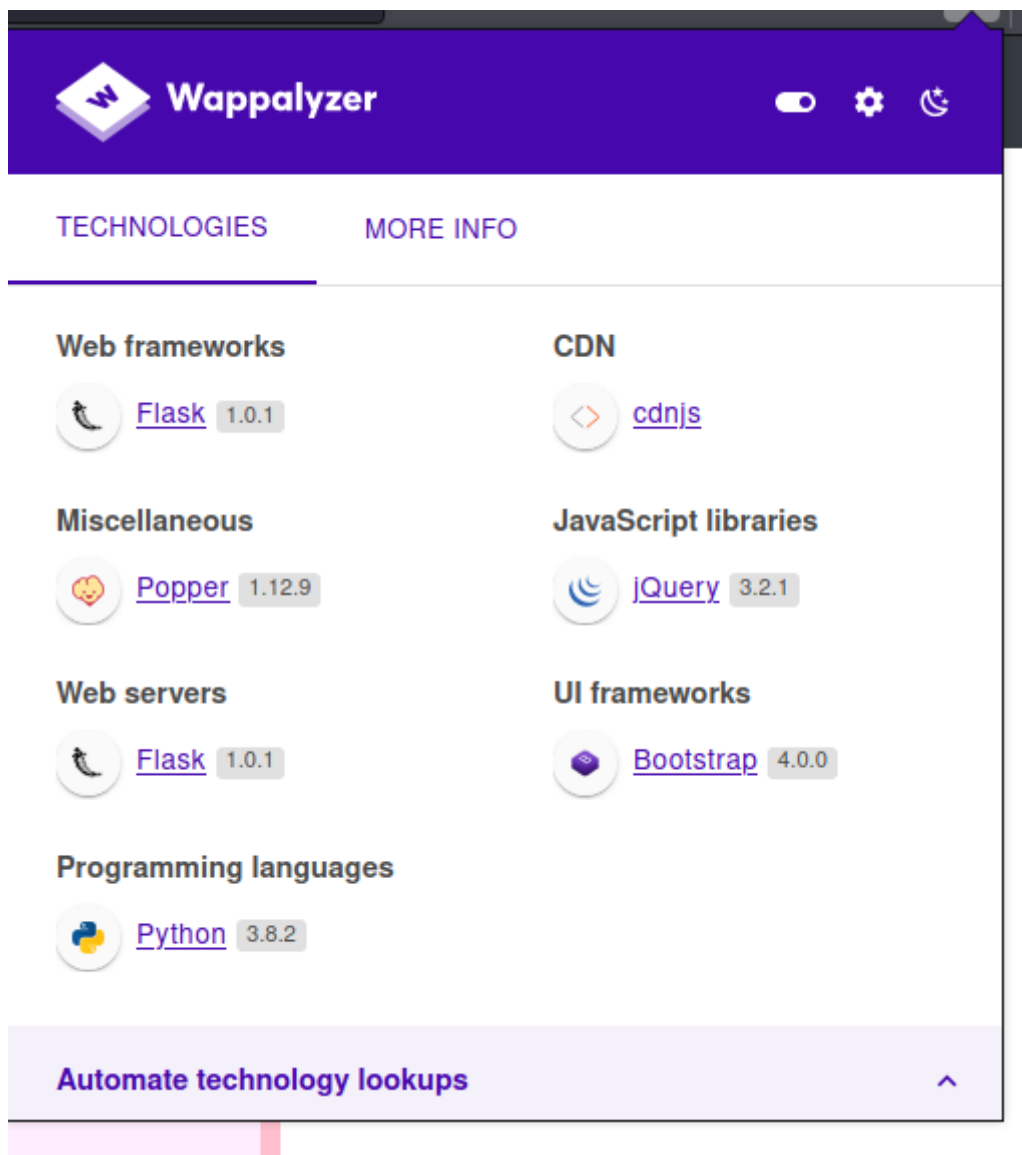 Wappalyzer
TECHNOLOGIES MORE INFO
Web frameworks
Flask 1.0.1
CDN
cdnjs
Miscellaneous
Popper 1.12.9
JavaScript libraries
jQuery 3.2.1
Web servers
Flask 1.0.1
UI frameworks
Bootstrap 4.0.0
Programming languages
Python 3.8.2
Automate technology lookups